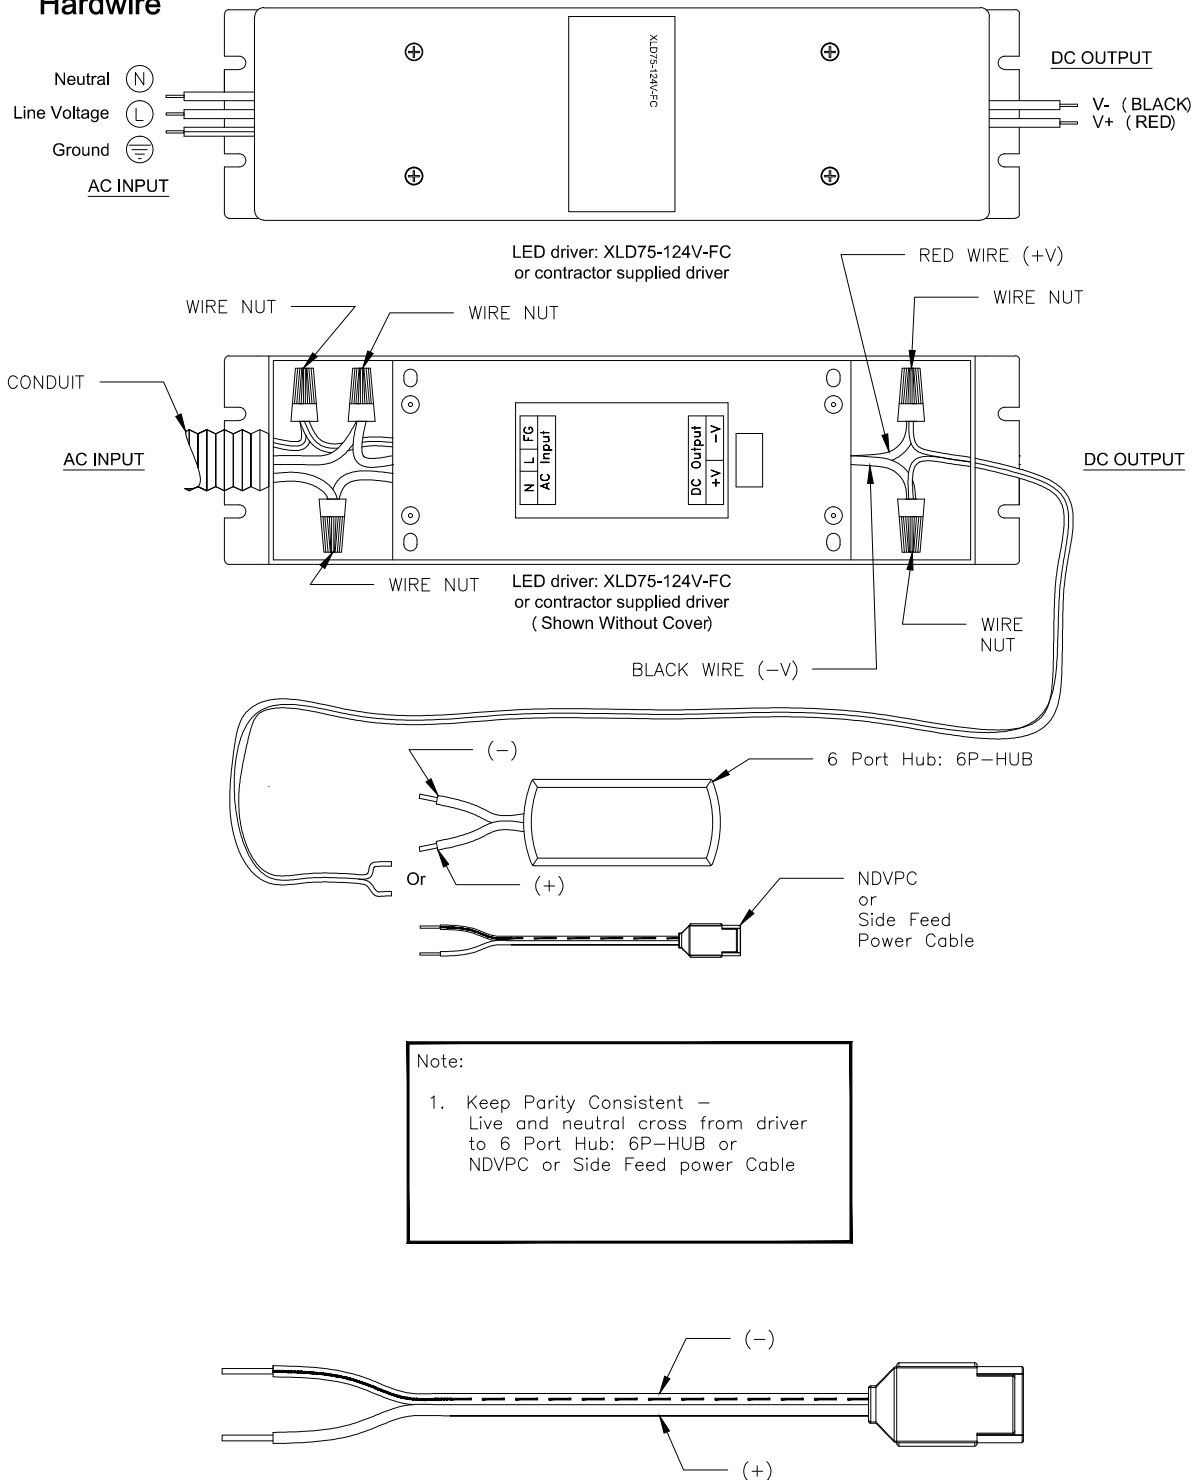 Hardwire
Neutral N
Line Voltage L
Ground
AC INPUT
XLD75-124V-FC
DC OUTPUT
V- (BLACK)
V+ (RED)
LED driver: XLD75-124V-FC
or contractor supplied driver
RED WIRE (+V)
WIRE NUT
WIRE NUT
WIRE NUT
CONDUIT
AC INPUT
N L FG
AC Input
DC Output
+V -V
DC OUTPUT
WIRE NUT
LED driver: XLD75-124V-FC
or contractor supplied driver
(Shown Without Cover)
WIRE
NUT
BLACK WIRE (-V)
(-)
6 Port Hub: 6P-HUB
Or
(+)
NDVPC
or
Side Feed
Power Cable
Note:
1. Keep Parity Consistent -
Live and neutral cross from driver
to 6 Port Hub: 6P-HUB or
NDVPC or Side Feed power Cable
(-)
(+)